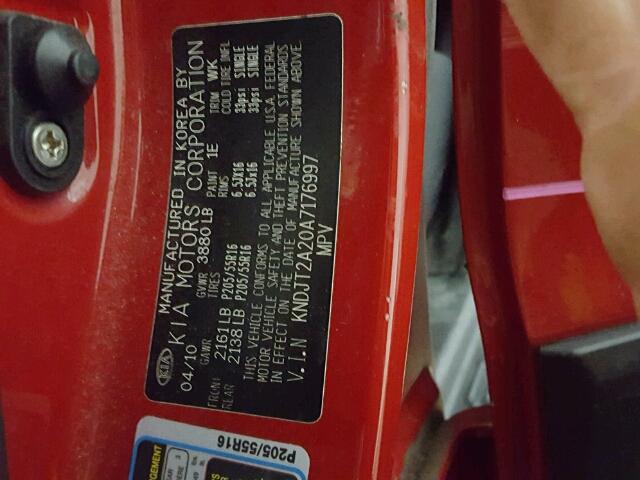 KIA
MANUFACTURED IN KOREA BY
KIA MOTORS CORPORATION
04/10 GVWR 3880LB PAINT 1E TRIM WK
GAWR TIRES RIMS COLD TIRE INFL
FRONT 2161LB P205/55R16 6.5JX16 33psi SINGLE
REAR 2138LB P205/55R16 6.5JX16 33psi SINGLE
THIS VEHICLE CONFORMS TO ALL APPLICABLE U.S.A. FEDERAL
MOTOR VEHICLE SAFETY AND THEFT PREVENTION STANDARDS
IN EFFECT ON THE DATE OF MANUFACTURE SHOWN ABOVE.
V.I.N KNDJT2A20A7176997
MPV
P205/55R16